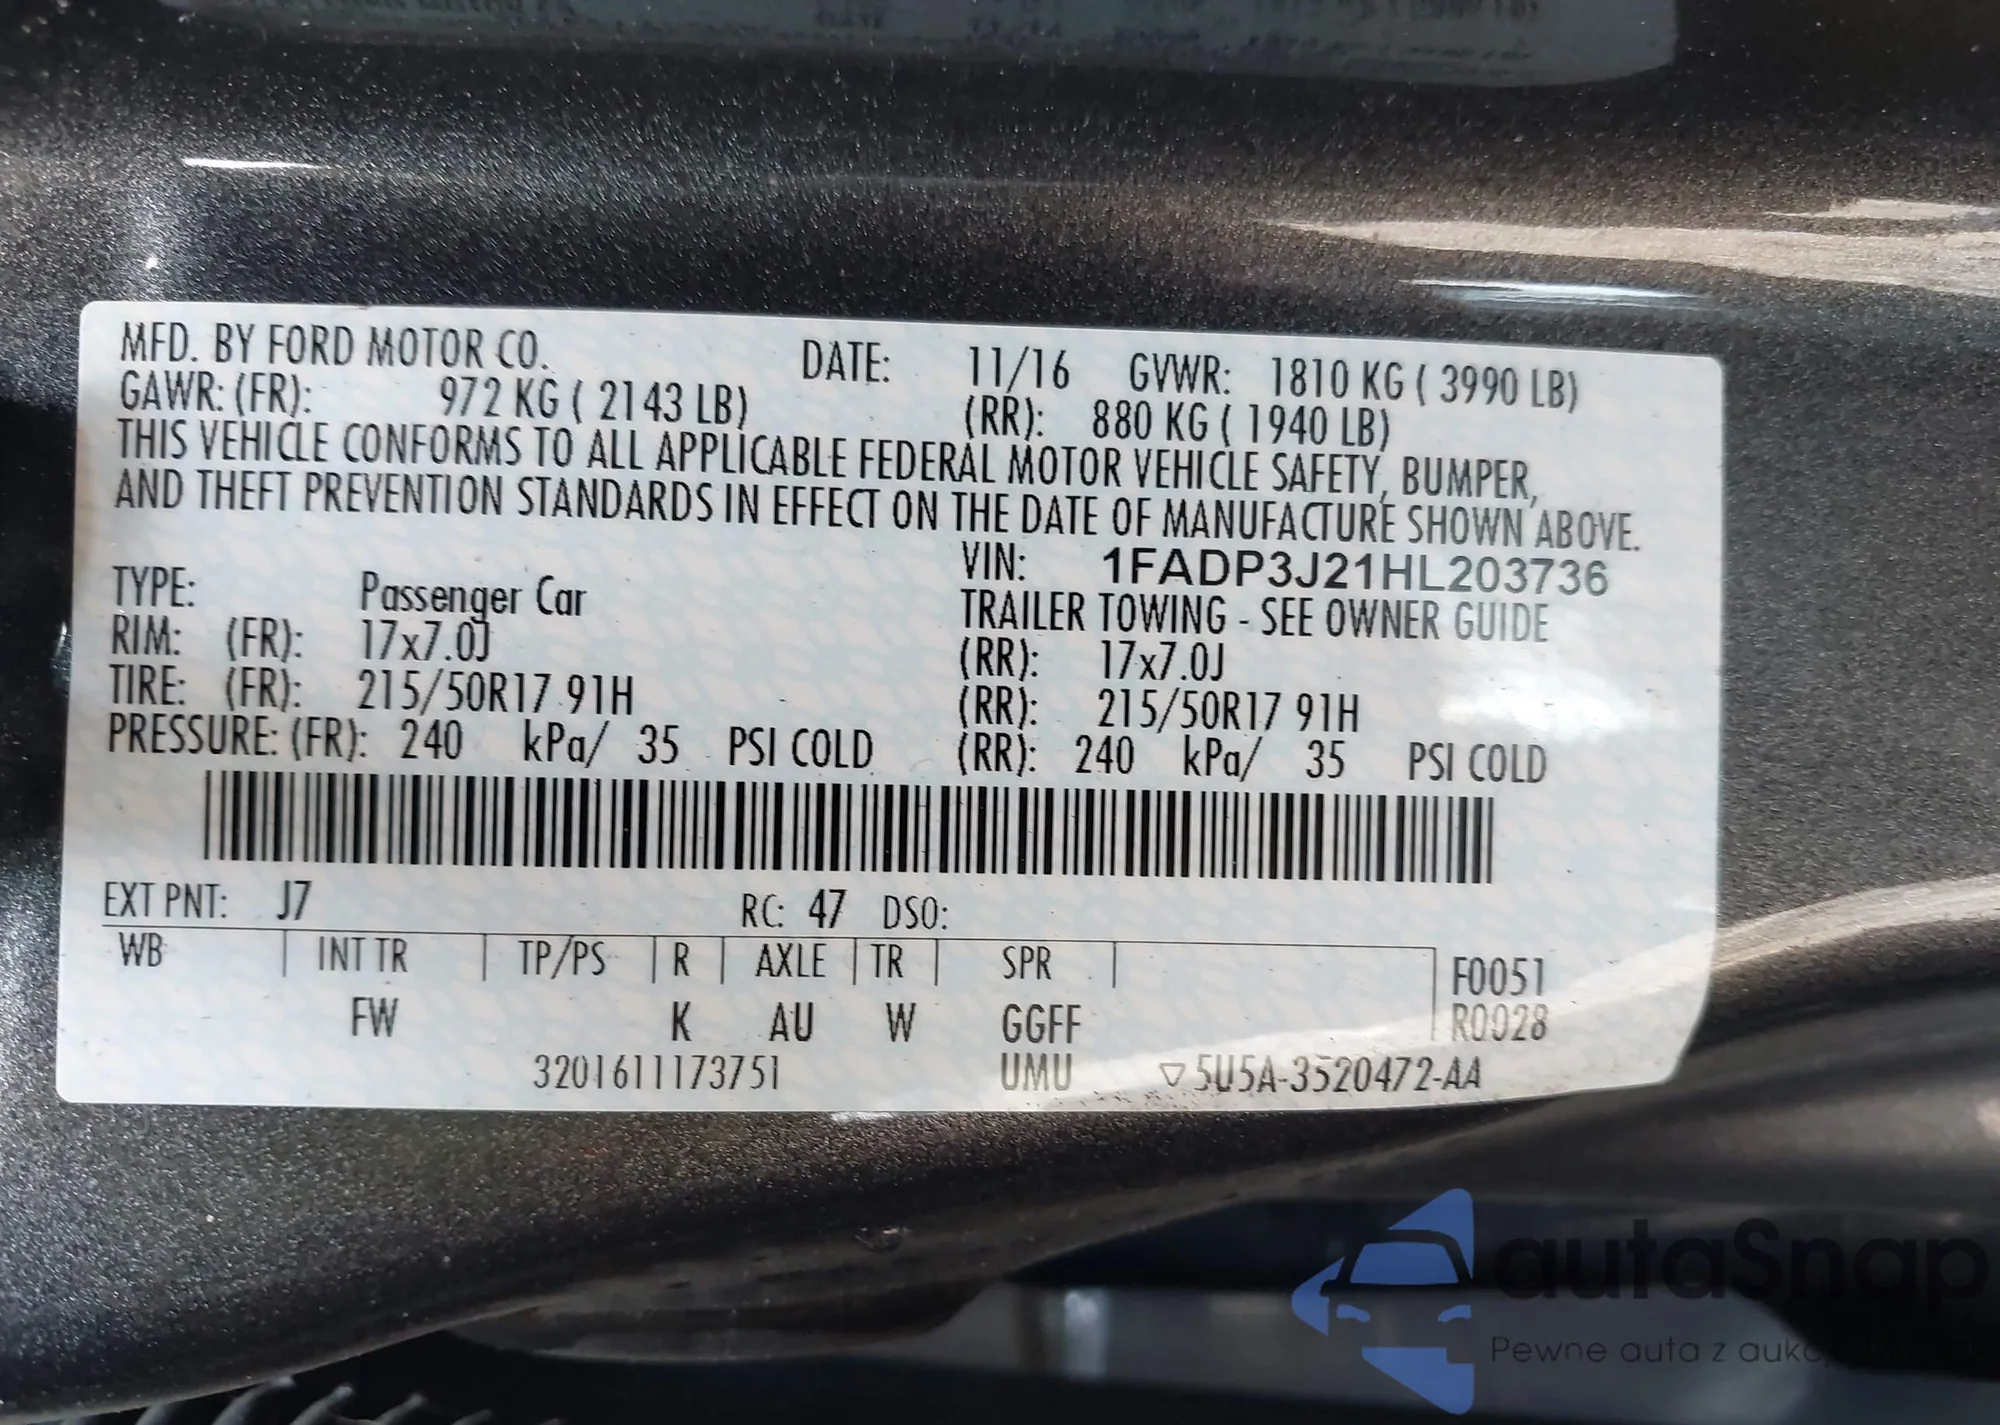 MFD. BY FORD MOTOR CO. DATE: 11/16 GVWR: 1810 KG ( 3990 LB)
GAWR: (FR): 972 KG ( 2143 LB) (RR): 880 KG ( 1940 LB)
THIS VEHICLE CONFORMS TO ALL APPLICABLE FEDERAL MOTOR VEHICLE SAFETY, BUMPER,
AND THEFT PREVENTION STANDARDS IN EFFECT ON THE DATE OF MANUFACTURE SHOWN ABOVE.
VIN: 1FADP3J21HL203736
TYPE: Passenger Car TRAILER TOWING - SEE OWNER GUIDE
RIM: (FR): 17x7.0J (RR): 17x7.0J
TIRE: (FR): 215/50R17 91H (RR): 215/50R17 91H
PRESSURE: (FR): 240 kPa/ 35 PSI COLD (RR): 240 kPa/ 35 PSI COLD
EXT PNT: J7 RC: 47 DSO:
WB INT TR TP/PS R AXLE TR SPR F0051
FW K AU W GGFF R0028
3201611173751 UMU ▽5U5A-3520472-AA
autaSnap
Pewne auta z